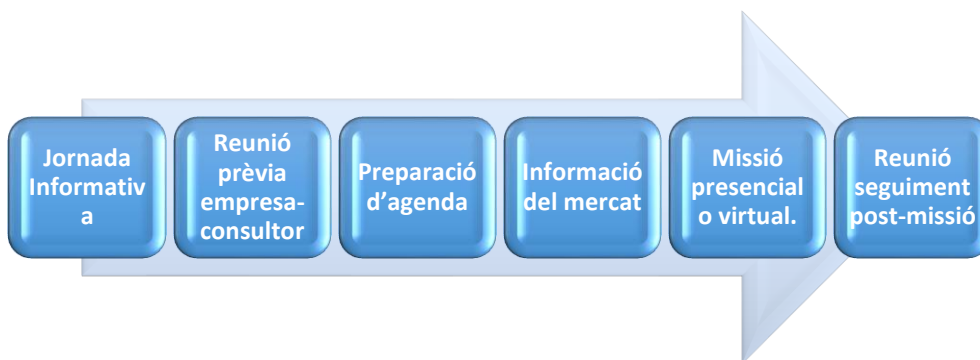 Jornada
Informativ
a
Reunió
prèvia
empresa-
consultor
Preparació
d’agenda
Informació
del mercat
Missió
presencial
o virtual.
Reunió
seguiment
post-missió